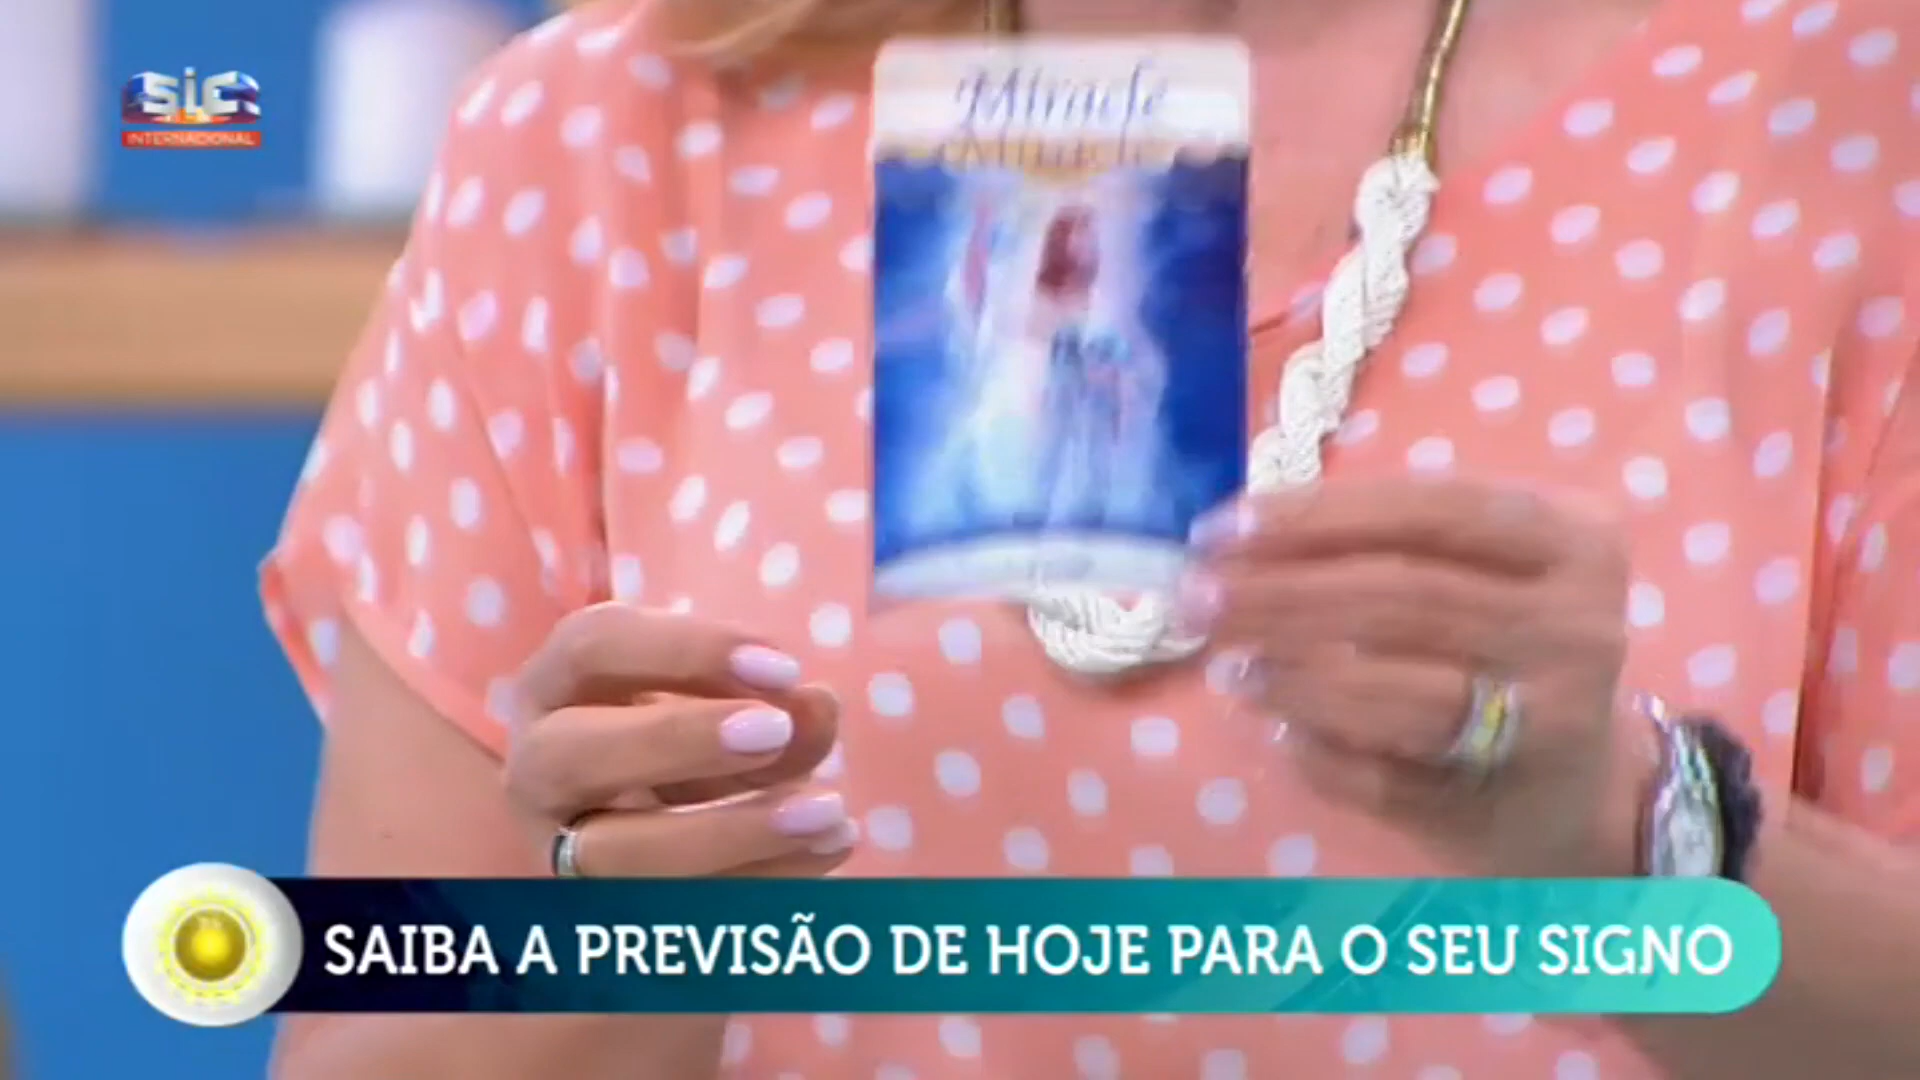 SIC
INTERNACIONAL
Miracle
SAIBA A PREVISÃO DE HOJE PARA O SEU SIGNO